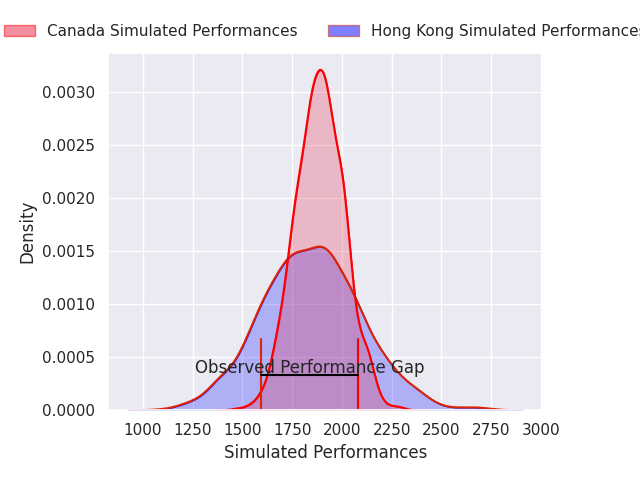 Canada Simulated Performances
Hong Kong Simulated Performances
0.0030
0.0025
0.0020
0.0015
0.0010
0.0005
0.0000
Density
Observed Performance Gap
1000 1250 1500 1750 2000 2250 2500 2750 3000
Simulated Performances